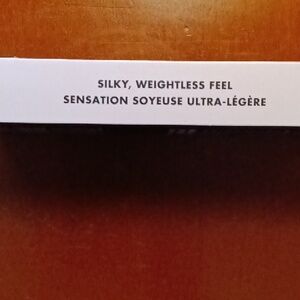 SILKY, WEIGHTLESS FEEL
SENSATION SOYEUSE ULTRA-LÉGÈRE